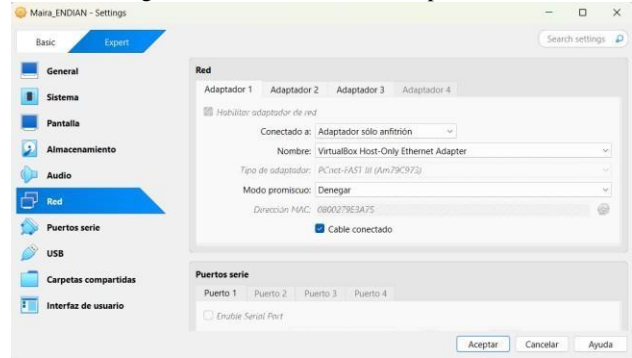 Maira_ENDIAN - Settings
Basic Expert
Search settings
General
Sistema
Pantalla
Almacenamiento
Audio
Red
Puertos serie
USB
Carpetas compartidas
Interfaz de usuario
Red
Adaptador 1 Adaptador 2 Adaptador 3 Adaptador 4
Habilitar adaptador de red
Conectado a: Adaptador sólo anfitrión
Nombre: VirtualBox Host-Only Ethernet Adapter
Tipo de adaptador: PCnet-FAST III (Am79C973)
Modo promiscuo: Denegar
Dirección MAC: 0800279E3A75
Cable conectado
Puertos serie
Puerto 1 Puerto 2 Puerto 3 Puerto 4
Enable Serial Port
Aceptar Cancelar Ayuda